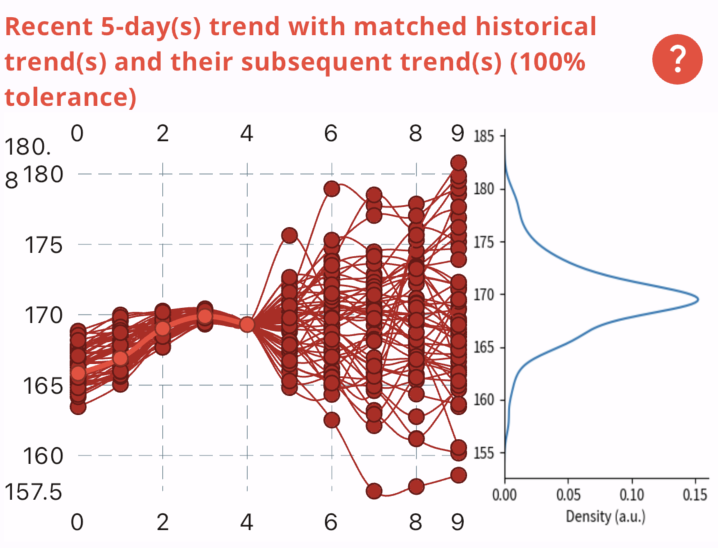 Recent 5-day(s) trend with matched historical
trend(s) and their subsequent trend(s) (100%
tolerance)
?
0 2 4 6 8 9
180.
8
180
175
170
165
160
157.5
0 2 4 6 8 9
185
180
175
170
165
160
155
0.00 0.05 0.10 0.15
Density (a.u.)